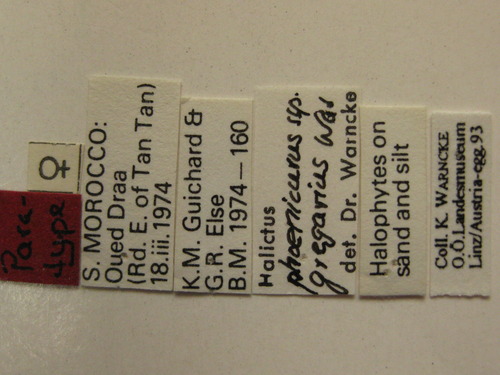 Para-
type
♀
S. MOROCCO:
Oued Draa
(Rd. E. of Tan Tan)
18.iii.1974
K.M. Guichard &
G.R. Else
B.M. 1974—160
Halictus
phoenicurus ssp.
gregarius War
det. Dr. Warncke
Halophytes on
sand and silt
Coll. K. WARNCKE
O.Ö.Landesmuseum
Linz/Austria-egg.93